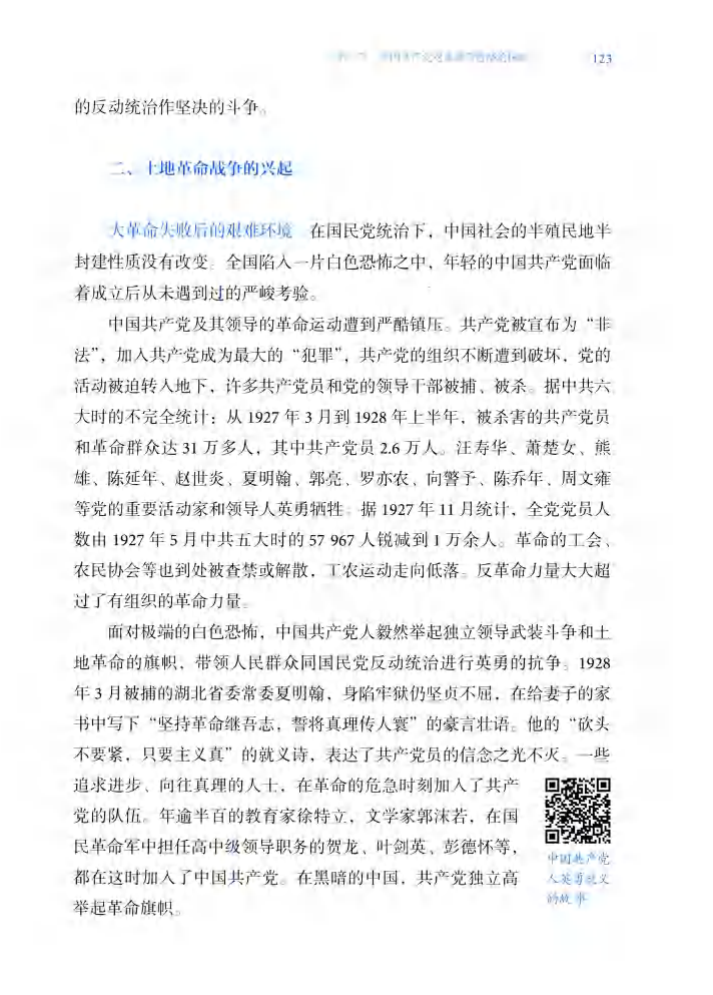 123
的反动统治作坚决的斗争。
二、土地革命战争的兴起
大革命失败后的艰难环境 在国民党统治下，中国社会的半殖民地半
封建性质没有改变。全国陷入一片白色恐怖之中，年轻的中国共产党面临
着成立后从未遇到过的严峻考验。
中国共产党及其领导的革命运动遭到严酷镇压。共产党被宣布为“非
法”，加入共产党成为最大的“犯罪”，共产党的组织不断遭到破坏，党的
活动被迫转入地下，许多共产党员和党的领导干部被捕、被杀。据中共六
大时的不完全统计：从 1927 年 3 月到 1928 年上半年，被杀害的共产党员
和革命群众达 31 万多人，其中共产党员 2.6 万人。汪寿华、萧楚女、熊
雄、陈延年、赵世炎、夏明翰、郭亮、罗亦农、向警予、陈乔年、周文雍
等党的重要活动家和领导人英勇牺牲。据 1927 年 11 月统计，全党党员人
数由 1927 年 5 月中共五大时的 57 967 人锐减到 1 万余人。革命的工会、
农民协会等也到处被查禁或解散，工农运动走向低落。反革命力量大大超
过了有组织的革命力量。
面对极端的白色恐怖，中国共产党人毅然举起独立领导武装斗争和土
地革命的旗帜，带领人民群众同国民党反动统治进行英勇的抗争。1928
年 3 月被捕的湖北省委常委夏明翰，身陷牢狱仍坚贞不屈，在给妻子的家
书中写下“坚持革命继吾志，誓将真理传人寰”的豪言壮语。他的“砍头
不要紧，只要主义真”的就义诗，表达了共产党员的信念之光不灭。一些
追求进步、向往真理的人士，在革命的危急时刻加入了共产
党的队伍。年逾半百的教育家徐特立，文学家郭沫若，在国
民革命军中担任高中级领导职务的贺龙、叶剑英、彭德怀等，
都在这时加入了中国共产党。在黑暗的中国，共产党独立高
举起革命旗帜。
中国共产党
人英勇就义
的故事